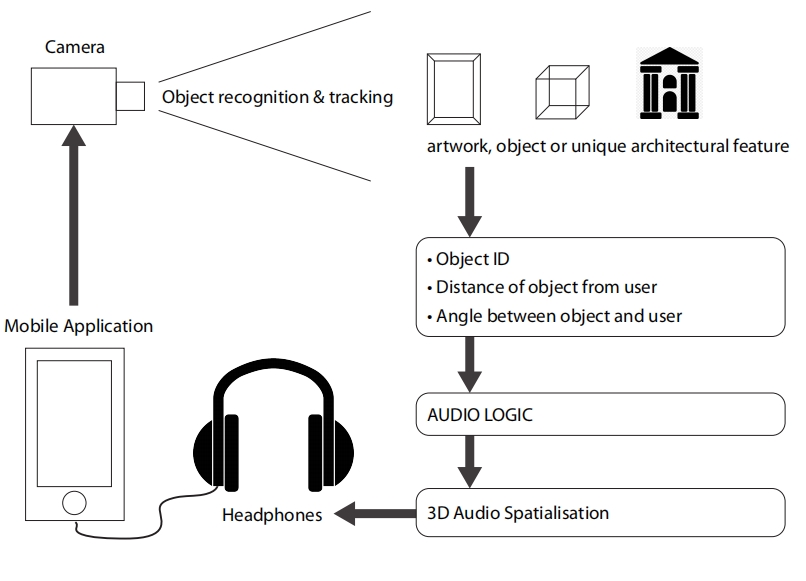 Camera
Object recognition & tracking
artwork, object or unique architectural feature
• Object ID
• Distance of object from user
• Angle between object and user
Mobile Application
AUDIO LOGIC
Headphones
3D Audio Spatialisation